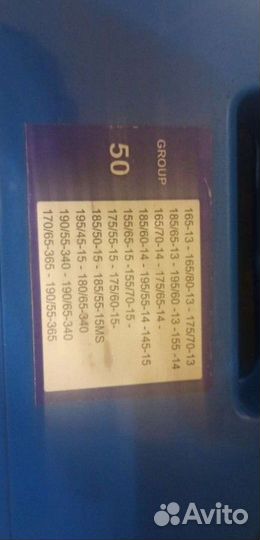 GROUP
50
165-13 - 165/80-13 - 175/70-13
185/65-13 - 195/60 -13 -155 -14
165/70-14 - 175/65-14 -
185/60-14 - 195/55-14 -145-15
155/65-15 -155/70-15 -
175/55-15 - 175/60-15-
185/50-15 - 185/55-15MS
195/45-15 - 180/65-340
190/55-340 - 190/65-340
170/65-365 - 190/55-365
Avito